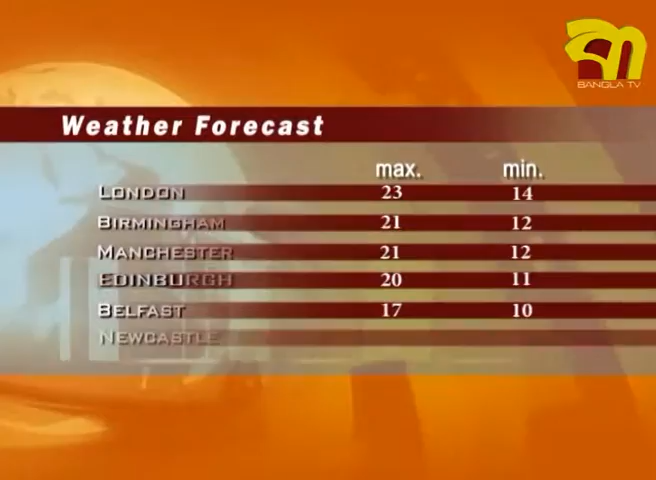 BANGLA TV
Weather Forecast
max. min.
LONDON 23 14
BIRMINGHAM 21 12
MANCHESTER 21 12
EDINBURGH 20 11
BELFAST 17 10
NEWCASTLE